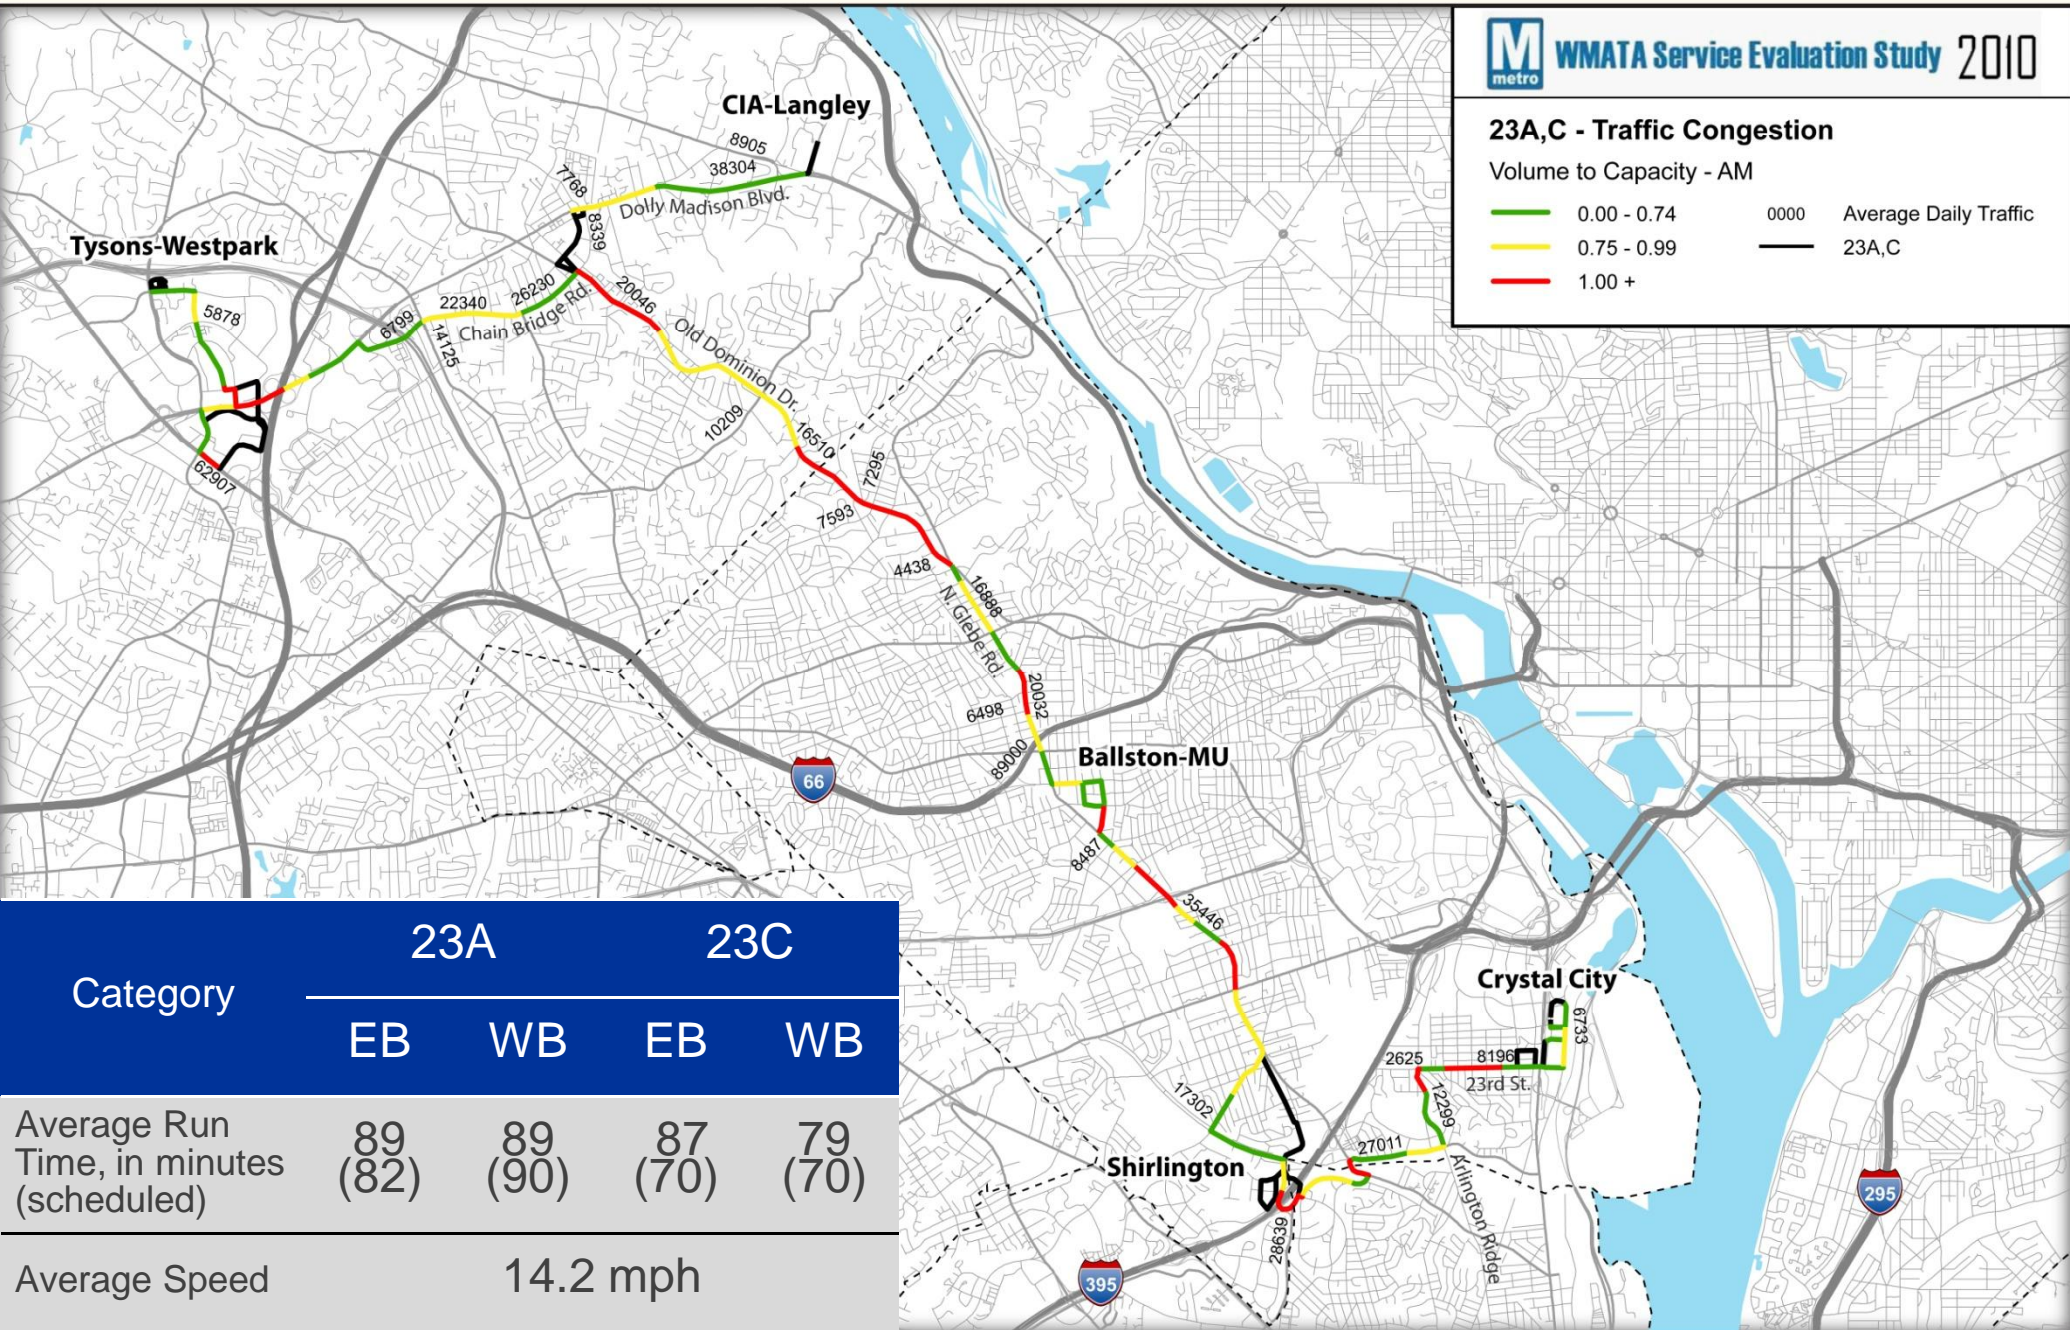 M
metro
WMATA Service Evaluation Study 2010
23A,C - Traffic Congestion
Volume to Capacity - AM
0.00 - 0.74
0000 Average Daily Traffic
0.75 - 0.99
23A,C
1.00 +
CIA-Langley
8905
38304
7768
Dolly Madison Blvd.
8339
Tysons-Westpark
5878
6799
22340
26230
Chain Bridge Rd.
14125
20046
Old Dominion Dr.
10209
62907
16510
7295
7593
4438
16888
N. Glebe Rd.
20032
6498
89000
Ballston-MU
66
8487
35446
Crystal City
6733
2625
8196
23rd St.
12299
17302
27011
Shirlington
Arlington Ridge
28639
395
295
Category
23A
23C
EB
WB
EB
WB
Average Run
Time, in minutes
(scheduled)
89
(82)
89
(90)
87
(70)
79
(70)
Average Speed
14.2 mph